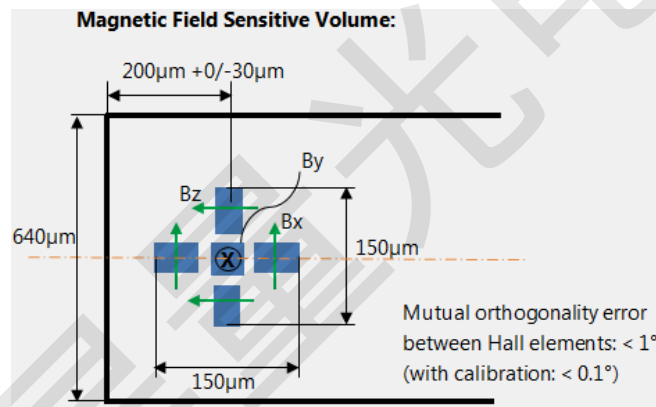 Magnetic Field Sensitive Volume:
200µm +0/-30µm
By
Bz
Bx
640µm
X
150µm
150µm
Mutual orthogonality error
between Hall elements: < 1°
(with calibration: < 0.1°)